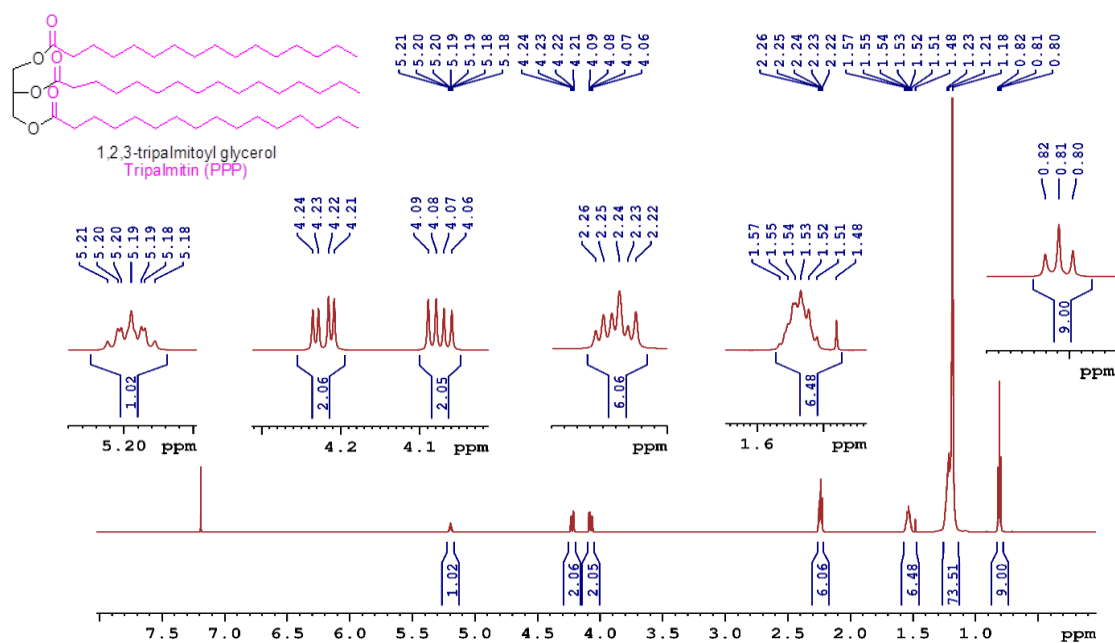 O
O
O
O
O
O
1,2,3-tripalmitoyl glycerol
Tripalmitin (PPP)
5.21 5.20 5.20 5.19 5.19 5.18 5.18 4.24 4.23 4.22 4.21 4.09 4.08 4.07 4.06 2.26 2.25 2.24 2.23 2.22 1.57 1.55 1.54 1.53 1.52 1.51 1.48 1.23 1.21 1.18 0.82 0.81 0.80
5.21 5.20 5.20 5.19 5.19 5.18 5.18
1.02
5.20 ppm
4.24 4.23 4.22 4.21 4.09 4.08 4.07 4.06
2.06 2.05
4.2 4.1 ppm
2.26 2.25 2.24 2.23 2.22
6.06
ppm
1.57 1.55 1.54 1.53 1.52 1.51 1.48
6.48
1.6 ppm
0.82 0.81 0.80
9.00
ppm
1.02 2.06 2.05 6.06 6.48 73.51 9.00
7.5 7.0 6.5 6.0 5.5 5.0 4.5 4.0 3.5 3.0 2.5 2.0 1.5 1.0 ppm